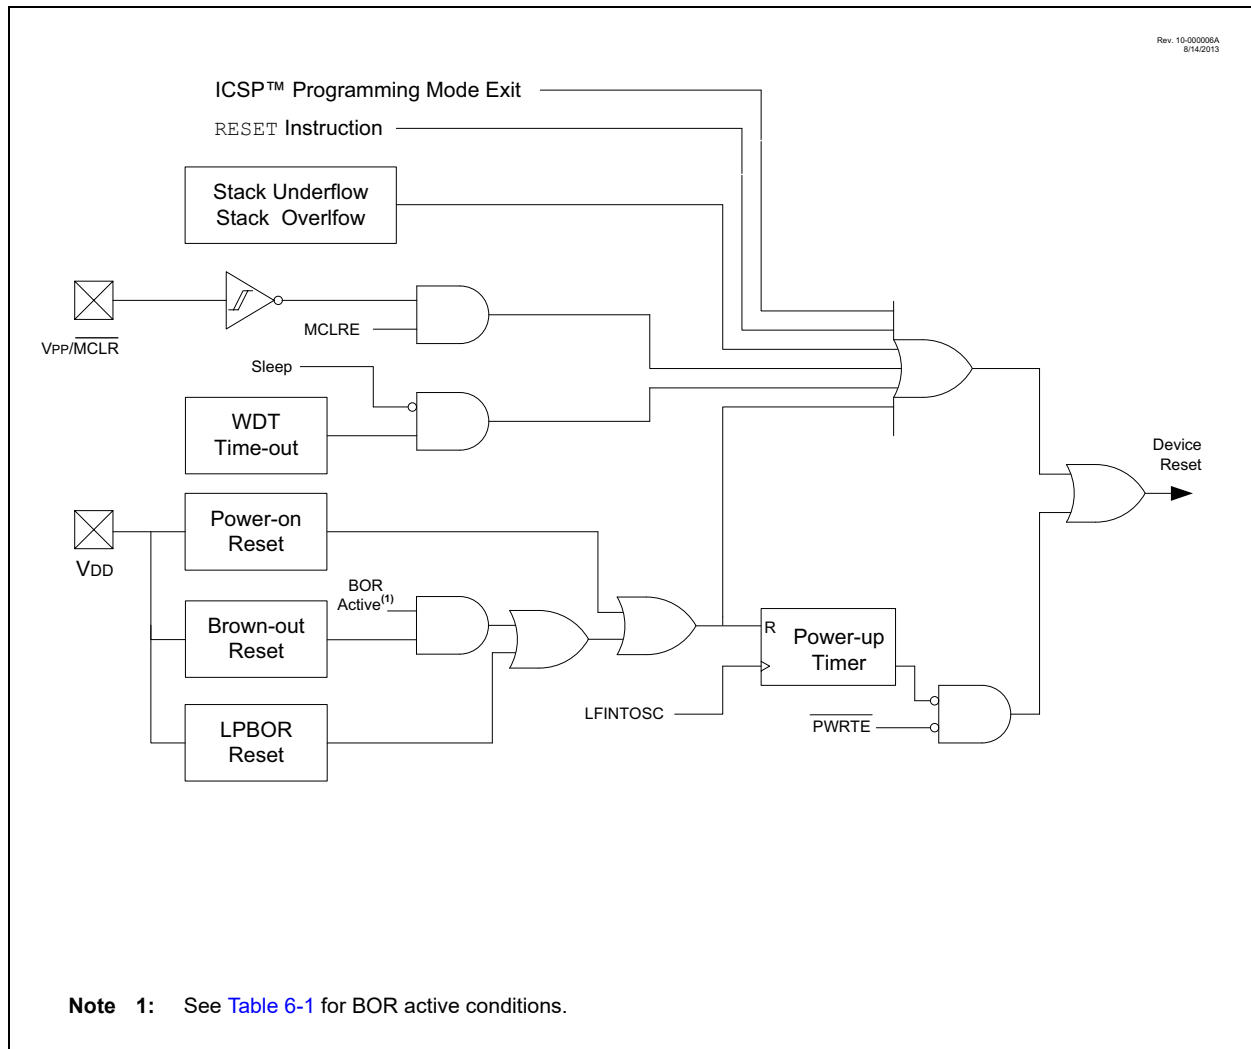 Rev. 10-000006A
8/14/2013
ICSP™ Programming Mode Exit
RESET Instruction
Stack Underflow
Stack Overlfow
VPP/MCLR
MCLRE
Sleep
WDT
Time-out
Device
Reset
Power-on
Reset
VDD
BOR
Active(1)
Brown-out
Reset
R
Power-up
Timer
LFINTOSC
PWRTE
LPBOR
Reset
Note 1: See Table 6-1 for BOR active conditions.